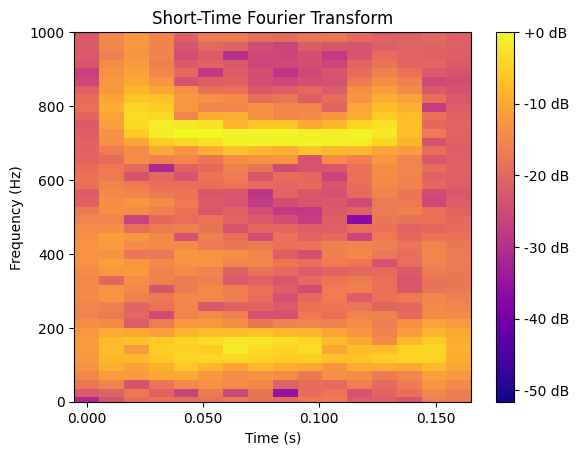 Short-Time Fourier Transform
1000
800
600
400
200
0
Frequency (Hz)
0.000
0.050
0.100
0.150
Time (s)
+0 dB
-10 dB
-20 dB
-30 dB
-40 dB
-50 dB